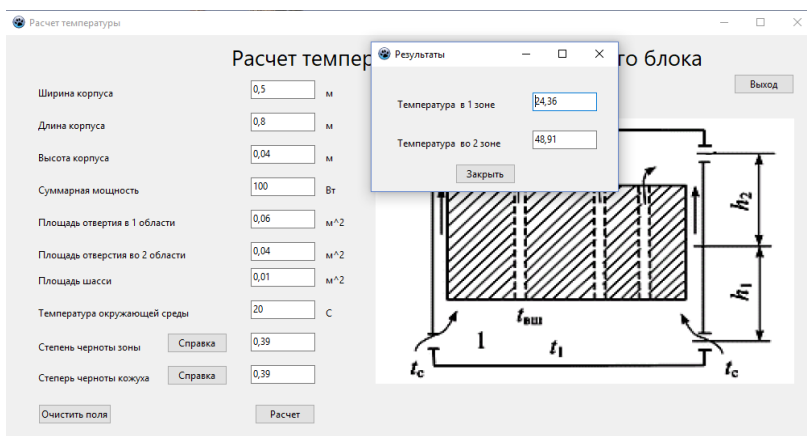 Расчет температуры
Расчет темпер
го блока
Результаты
Температура в 1 зоне 24,36
Температура во 2 зоне 48,91
Закрыть
Выход
Ширина корпуса 0,5 м
Длина корпуса 0,8 м
Высота корпуса 0,04 м
Суммарная мощность 100 Вт
Площадь отвертия в 1 области 0,06 м^2
Площадь отверстия во 2 области 0,04 м^2
Площадь шасси 0,01 м^2
Температура окружающей среды 20 С
Степень черноты зоны Справка 0,39
Степерь черноты кожуха Справка 0,39
Очистить поля Расчет
h2
h1
tвш
1 t1
tс tс